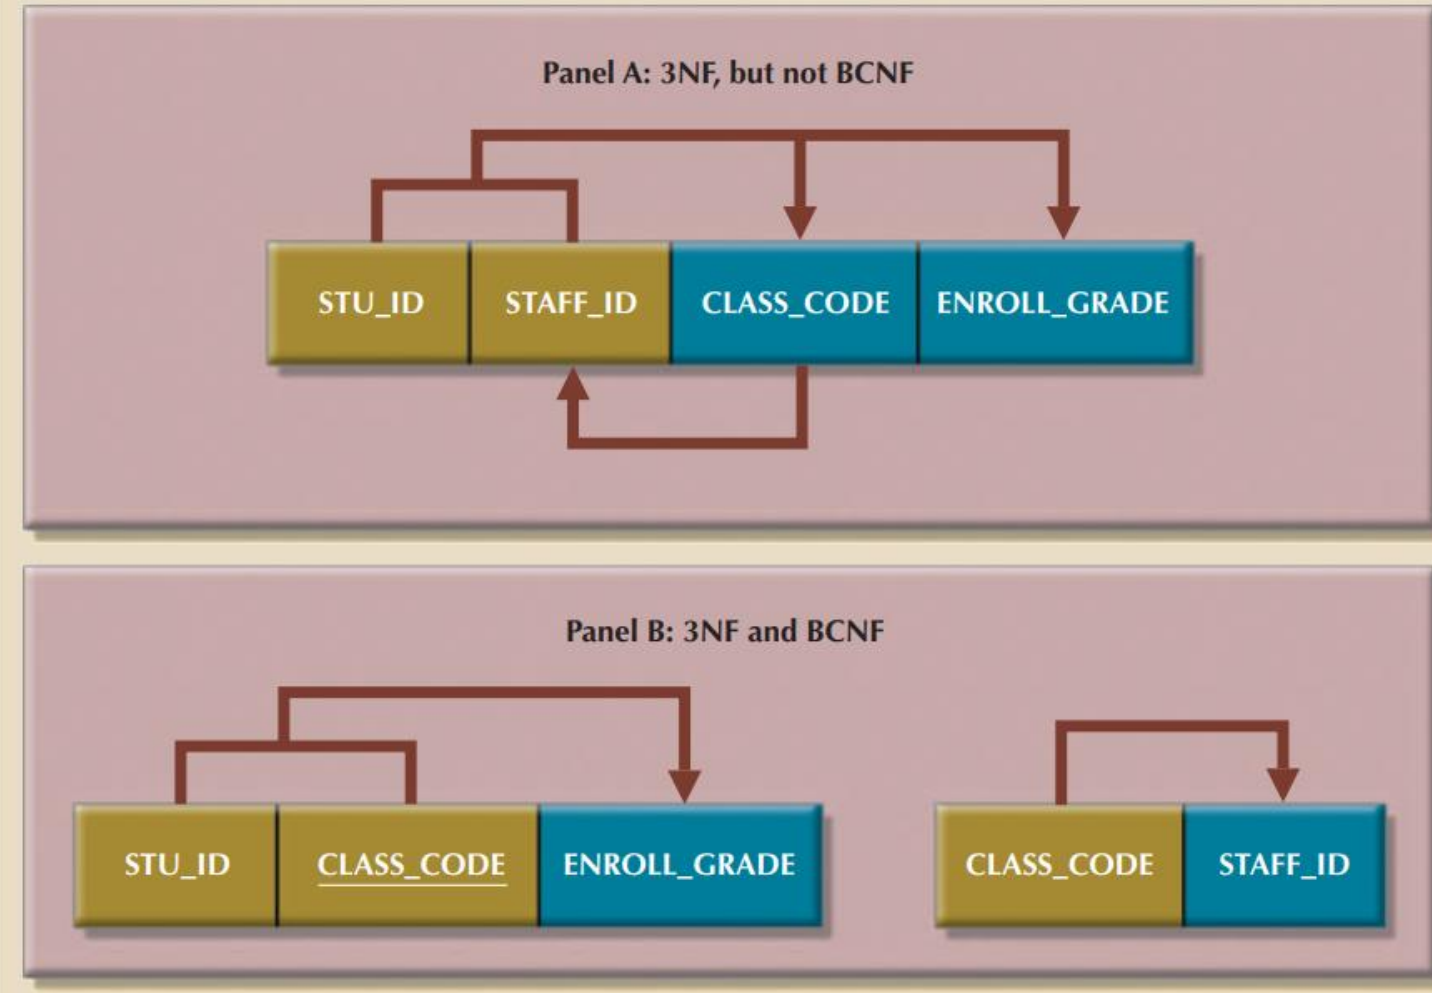 Panel A: 3NF, but not BCNF
STU_ID STAFF_ID CLASS_CODE ENROLL_GRADE
Panel B: 3NF and BCNF
STU_ID CLASS_CODE ENROLL_GRADE CLASS_CODE STAFF_ID